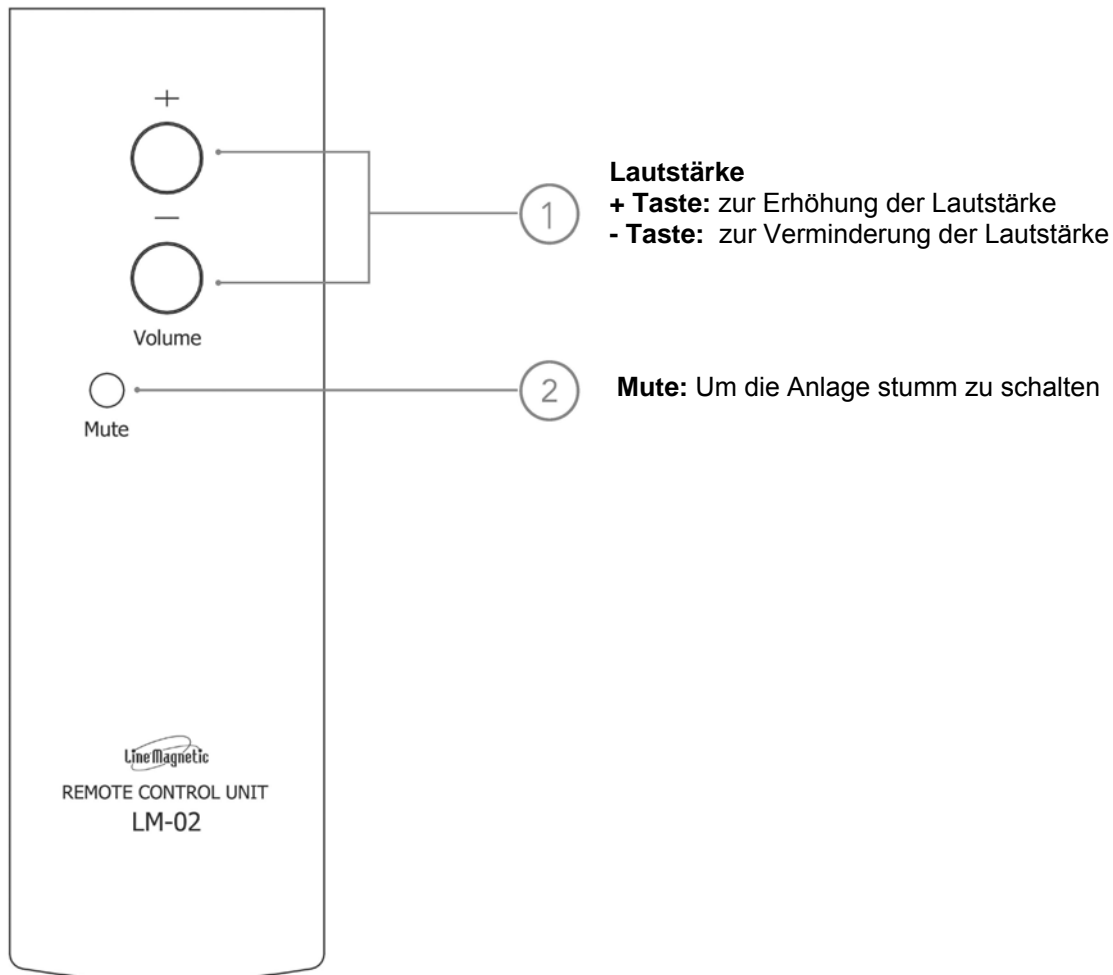 +
—
Volume
Mute
1
Lautstärke
+ Taste: zur Erhöhung der Lautstärke
- Taste: zur Verminderung der Lautstärke
2
Mute: Um die Anlage stumm zu schalten
Line Magnetic
REMOTE CONTROL UNIT
LM-02